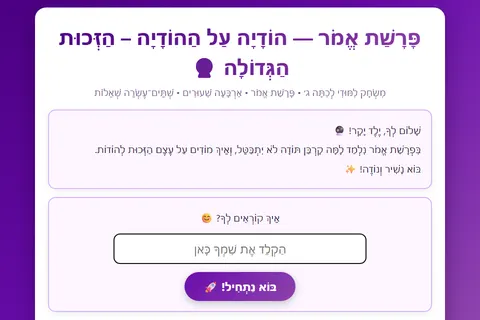 פָּרָשַׁת אֱמֹר — הוֹדָיָה עַל הַהוֹדָיָה – הַזְּכוּת
הַגְּדוֹלָה
מִשְׂחַק לִמּוּדִי לְכִתָּה ג׳ • פָּרָשַׁת אֱמֹר • אַרְבָּעָה שִׁעוּרִים • שְׁתֵּים־עֶשְׂרֵה שְׁאֵלוֹת
שָׁלוֹם לְךָ, יֶלֶד יָקָר! 🔮
בְּפָרָשַׁת אֱמֹר נִלְמַד לָמָּה קָרְבַּן תּוֹדָה לֹא יִתְבַּטֵּל, וְאֵיךְ מוֹדִים עַל עֶצֶם הַזְּכוּת לְהוֹדוֹת.
בּוֹא נָשִׁיר וְנוֹדֶה! ✨
אֵיךְ קוֹרְאִים לְךָ? 😊
הַקְלֵד אֶת שִׁמְךָ כָּאן
בּוֹא נַתְחִיל! 🚀